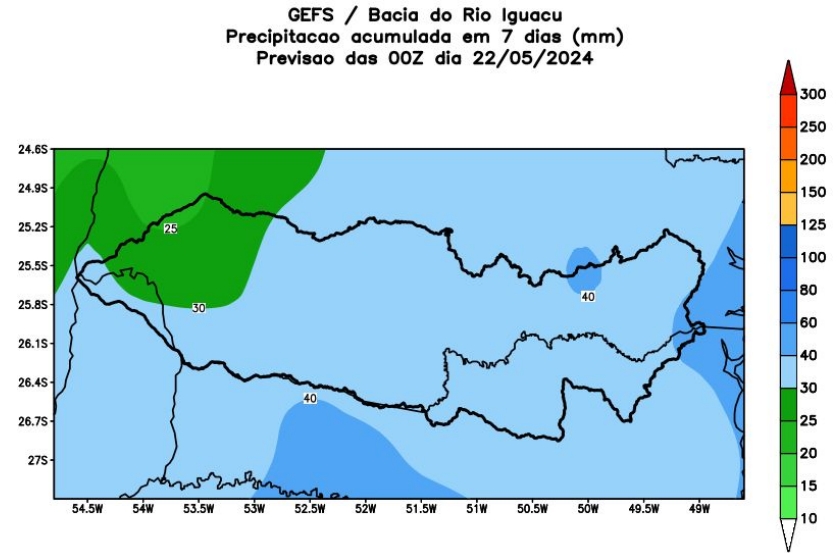 GEFS / Bacia do Rio Iguacu
Precipitacao acumulada em 7 dias (mm)
Previsao das 00Z dia 22/05/2024
300
250
200
150
125
100
80
60
40
30
25
20
15
10
24.6S
24.9S
25.2S
25.5S
25.8S
26.1S
26.4S
26.7S
27S
25
30
40
40
54.5W 54W 53.5W 53W 52.5W 52W 51.5W 51W 50.5W 50W 49.5W 49W